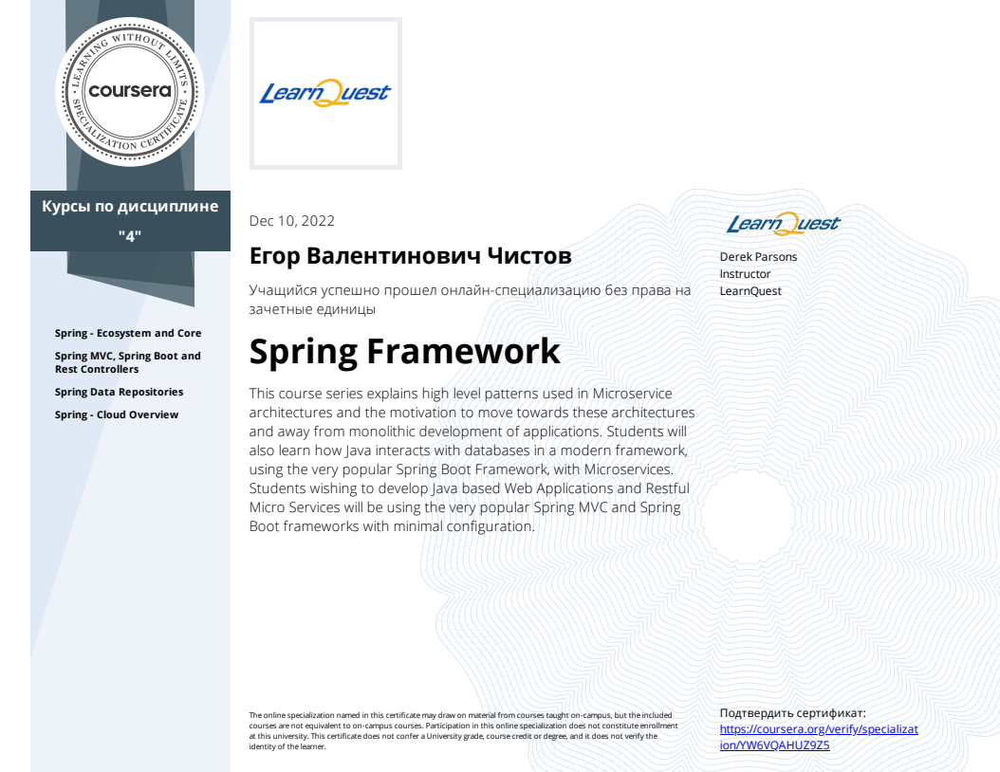 LEARNING WITHOUT LIMITS
coursera
SPECIALIZATION CERTIFICATE
Курсы по дисциплине
"4"
Spring - Ecosystem and Core
Spring MVC, Spring Boot and
Rest Controllers
Spring Data Repositories
Spring - Cloud Overview
LearnQuest
Dec 10, 2022
Егор Валентинович Чистов
Учащийся успешно прошел онлайн-специализацию без права на
зачетные единицы
Spring Framework
This course series explains high level patterns used in Microservice
architectures and the motivation to move towards these architectures
and away from monolithic development of applications. Students will
also learn how Java interacts with databases in a modern framework,
using the very popular Spring Boot Framework, with Microservices.
Students wishing to develop Java based Web Applications and Restful
Micro Services will be using the very popular Spring MVC and Spring
Boot frameworks with minimal configuration.
LearnQuest
Derek Parsons
Instructor
LearnQuest
The online specialization named in this certificate may draw on material from courses taught on-campus, but the included
courses are not equivalent to on-campus courses. Participation in this online specialization does not constitute enrollment
at this university. This certificate does not confer a University grade, course credit or degree, and it does not verify the
identity of the learner.
Подтвердить сертификат:
https://coursera.org/verify/specializat
ion/YW6VQAHUZ9Z5